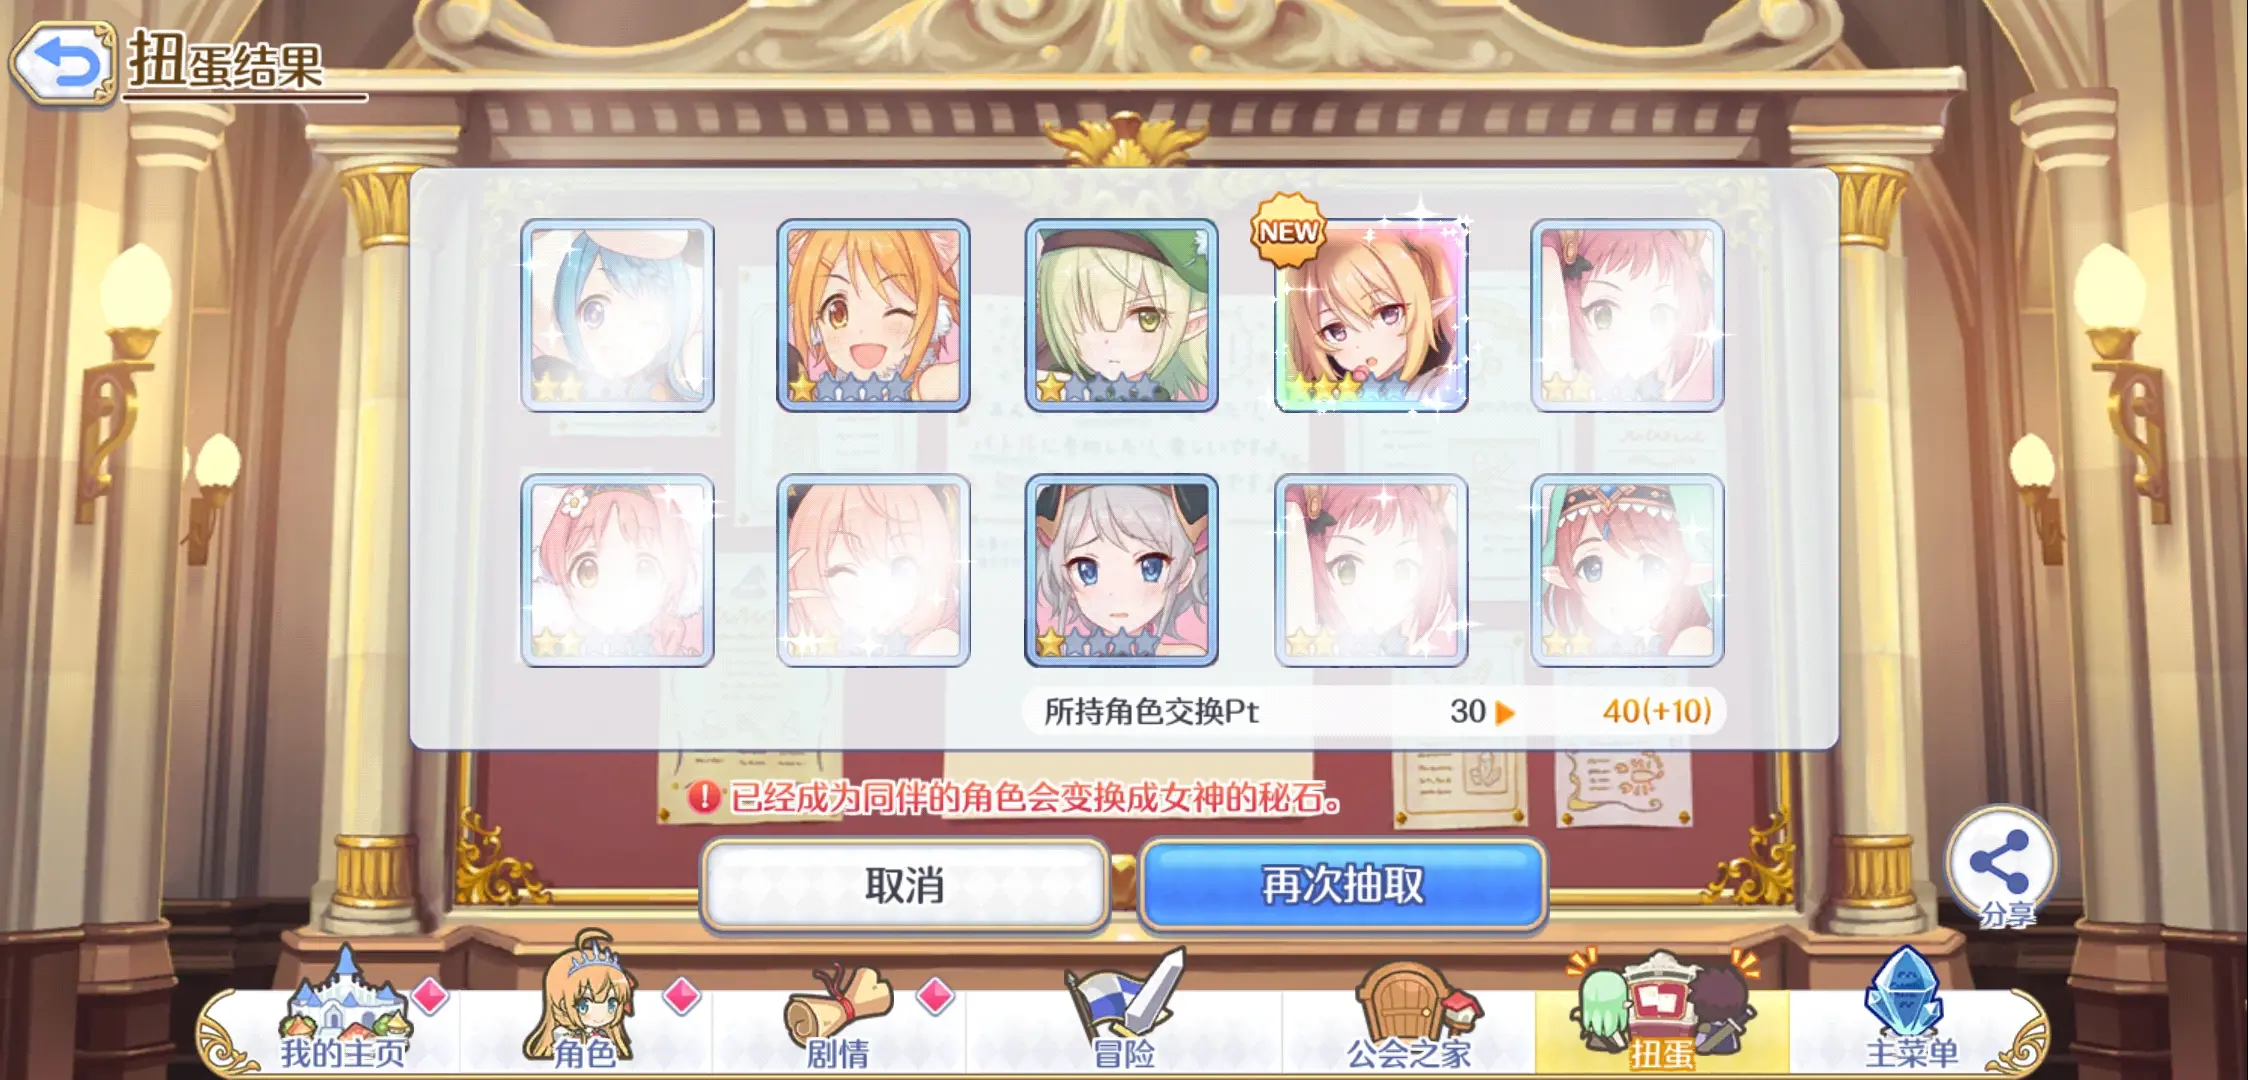 扭蛋结果
NEW
所持角色交换Pt 30 ▶ 40(+10)
已经成为同伴的角色会变换成女神的秘石。
取消
再次抽取
分享
我的主页
角色
剧情
冒险
公会之家
扭蛋
主菜单